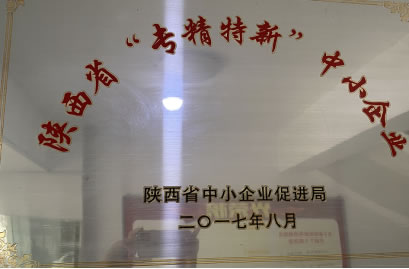 陕西省“专精特新”中小企业
陕西省中小企业促进局
二〇一七年八月